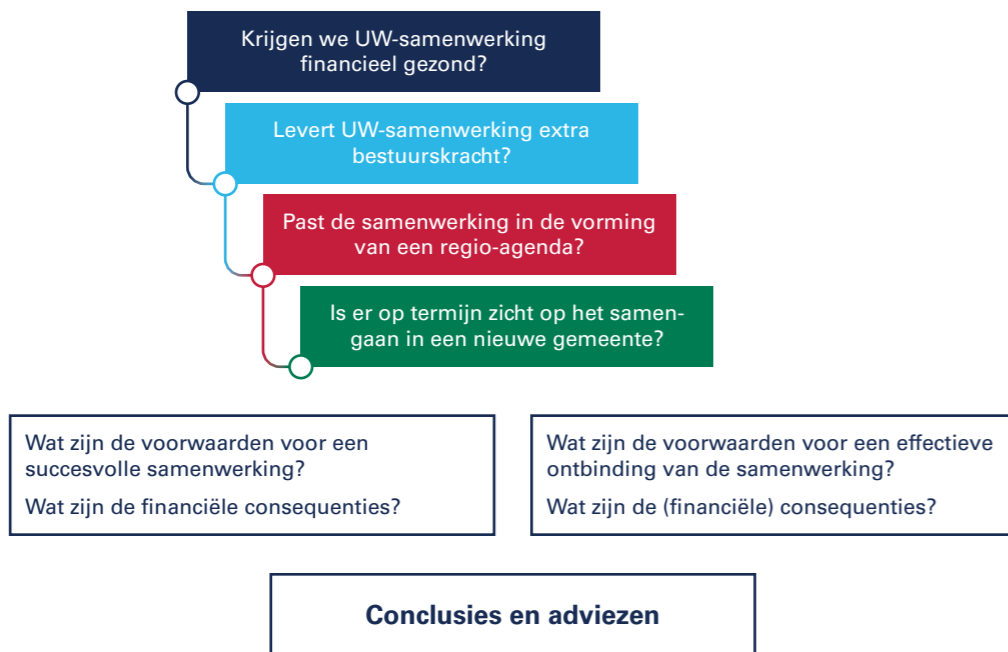 Krijgen we UW-samenwerking
financieel gezond?
Levert UW-samenwerking extra
bestuurskracht?
Past de samenwerking in de vorming
van een regio-agenda?
Is er op termijn zicht op het samen-
gaan in een nieuwe gemeente?
Wat zijn de voorwaarden voor een
succesvolle samenwerking?
Wat zijn de financiële consequenties?
Wat zijn de voorwaarden voor een effectieve
ontbinding van de samenwerking?
Wat zijn de (financiële) consequenties?
Conclusies en adviezen